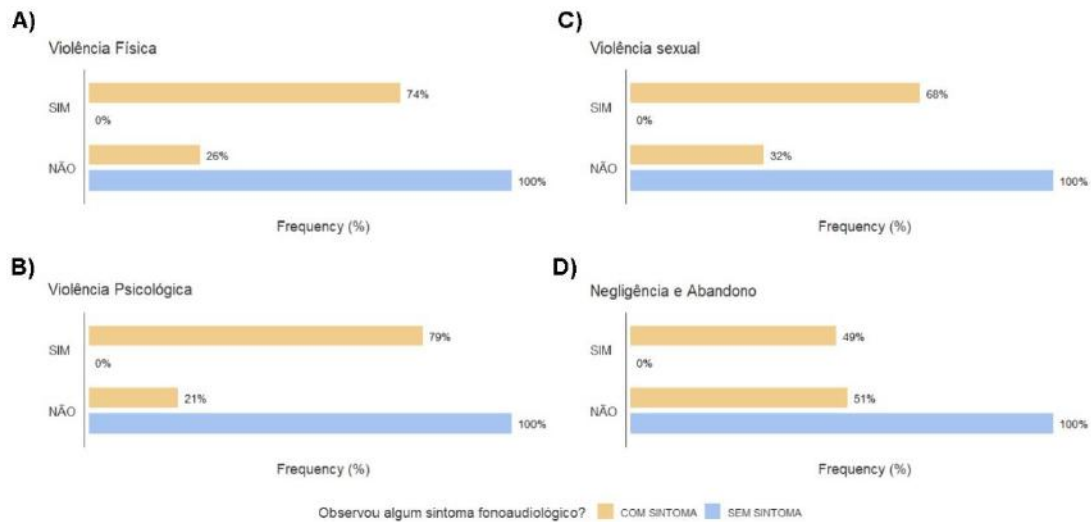 A)
Violência Física
SIM
74%
0%
NÃO
26%
100%
Frequency (%)
B)
Violência Psicológica
SIM
79%
0%
NÃO
21%
100%
Frequency (%)
C)
Violência sexual
SIM
68%
0%
NÃO
32%
100%
Frequency (%)
D)
Negligência e Abandono
SIM
49%
0%
NÃO
51%
100%
Frequency (%)
Observou algum sintoma fonoaudiológico? COM SINTOMA SEM SINTOMA